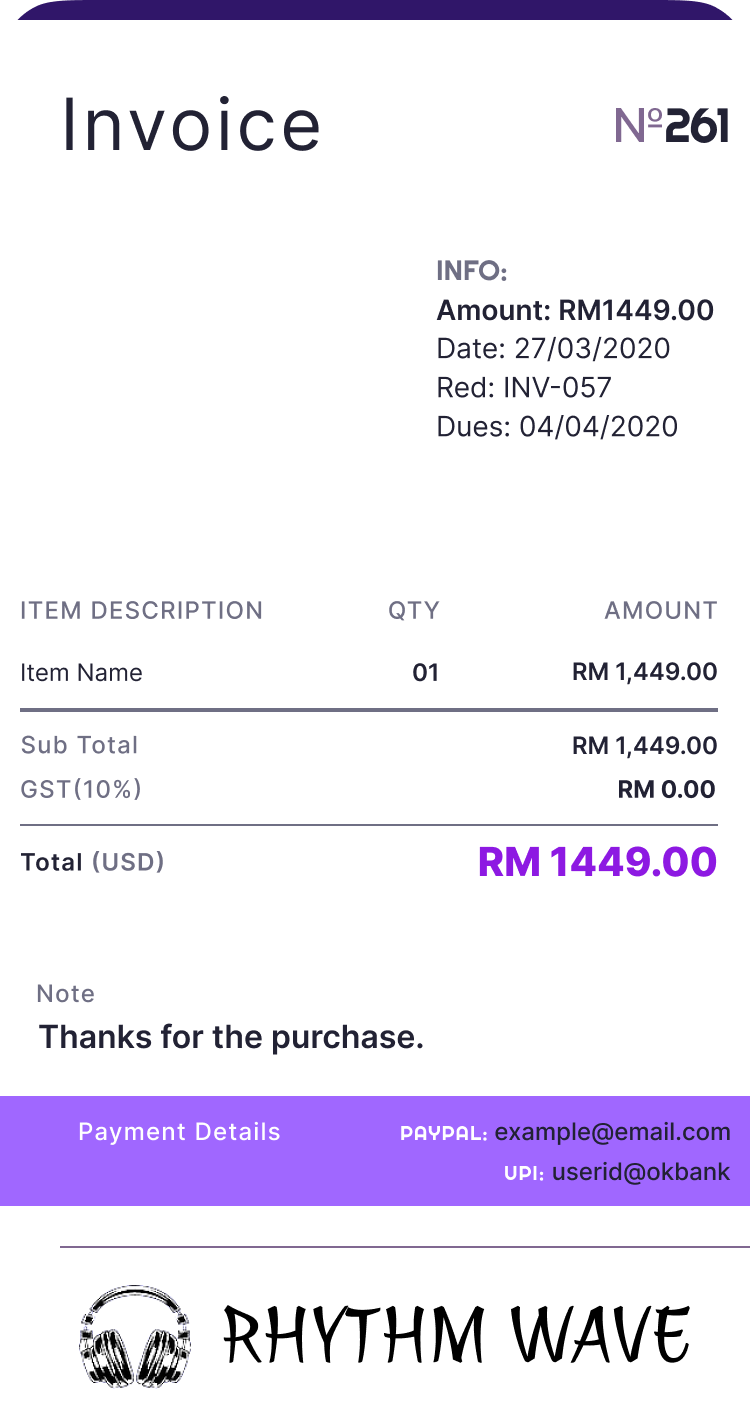 Invoice
Nº261
INFO:
Amount: RM1449.00
Date: 27/03/2020
Red: INV-057
Dues: 04/04/2020
ITEM DESCRIPTION QTY AMOUNT
Item Name 01 RM 1,449.00
Sub Total RM 1,449.00
GST(10%) RM 0.00
Total (USD) RM 1449.00
Note
Thanks for the purchase.
Payment Details PAYPAL: example@email.com
UPI: userid@okbank
RHYTHM WAVE